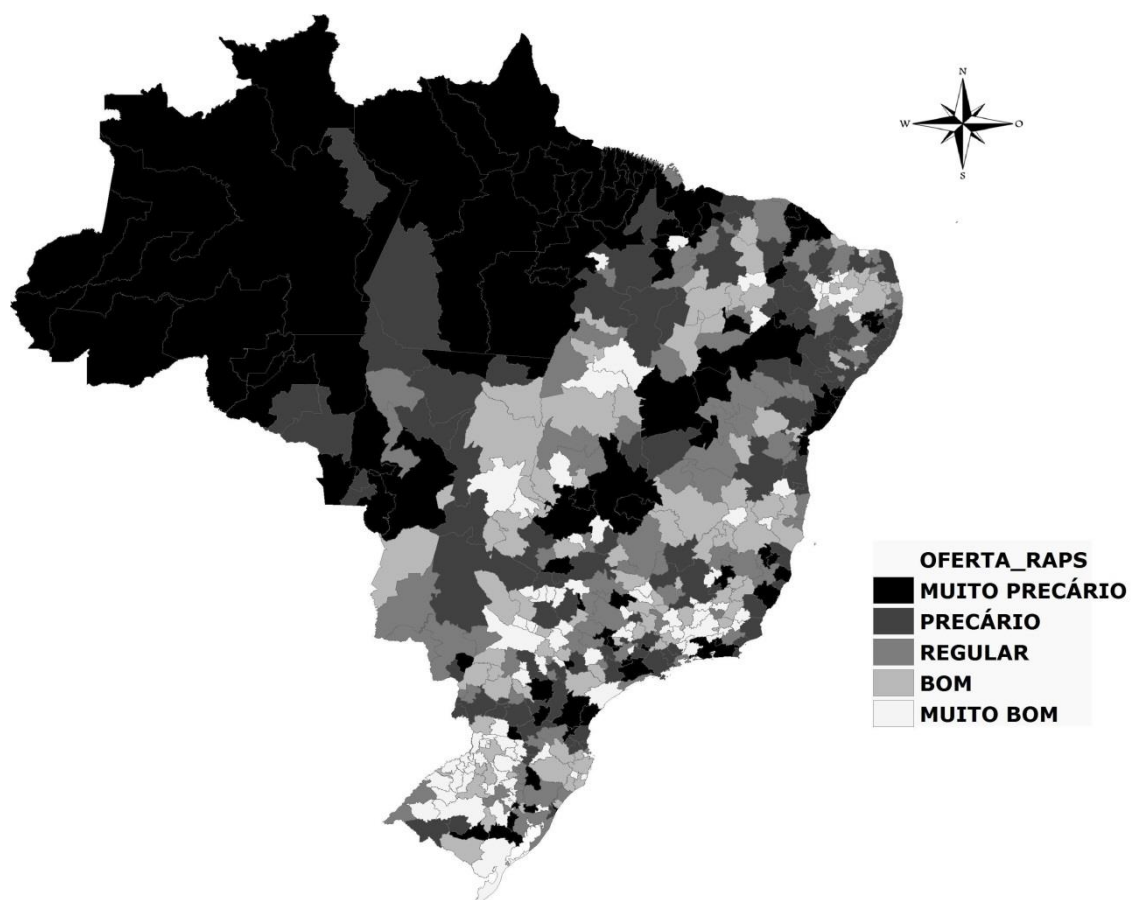 N
W O
S
OFERTA_RAPS
MUITO PRECÁRIO
PRECÁRIO
REGULAR
BOM
MUITO BOM